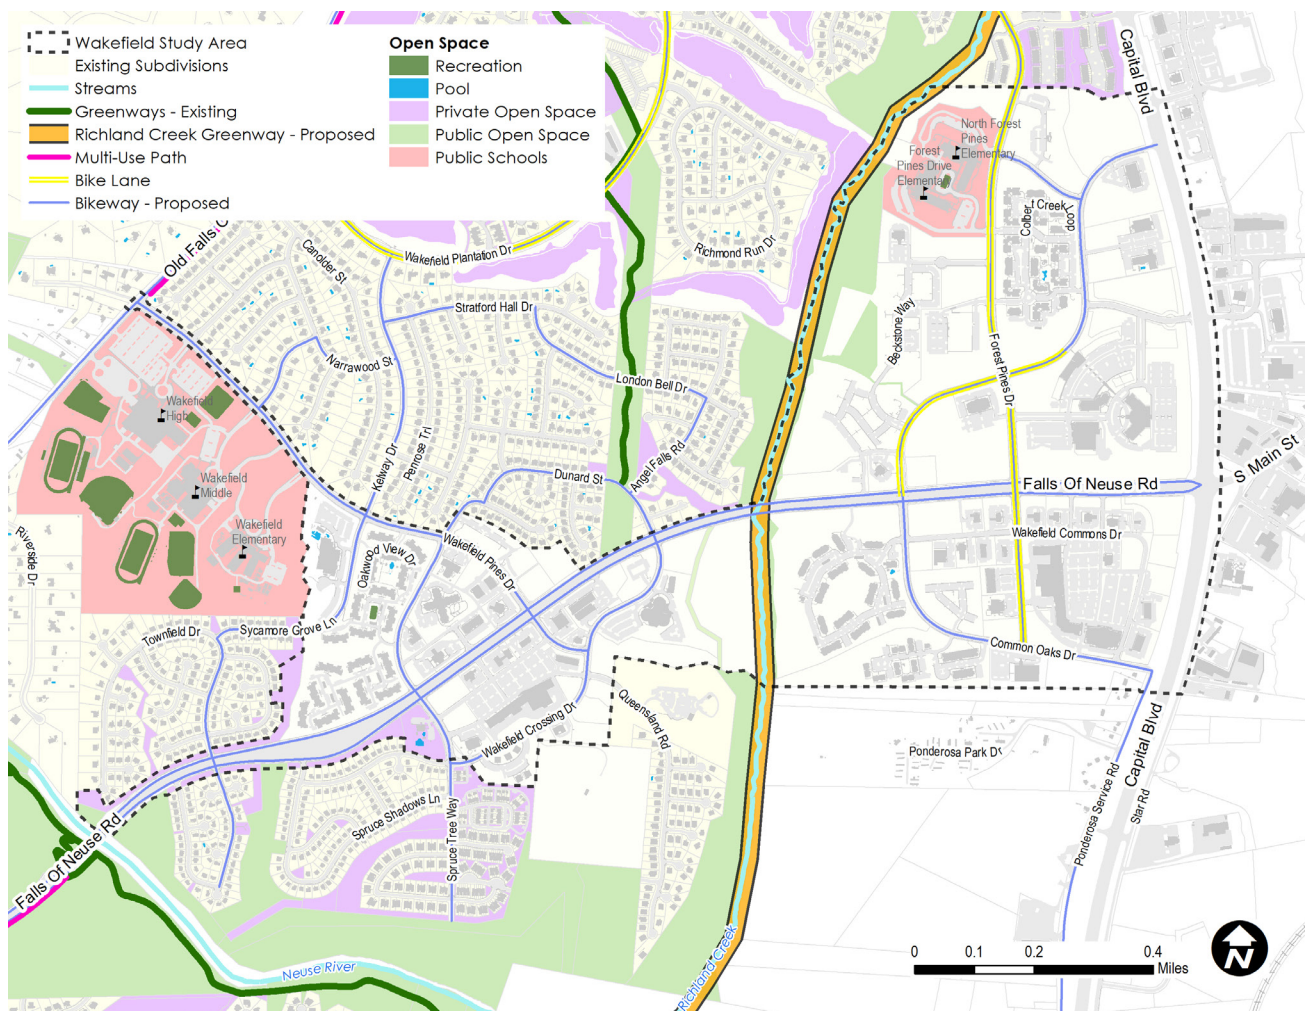 Wakefield Study Area
Existing Subdivisions
Streams
Greenways - Existing
Richland Creek Greenway - Proposed
Multi-Use Path
Bike Lane
Bikeway - Proposed
Open Space
Recreation
Pool
Private Open Space
Public Open Space
Public Schools
Capital Blvd
North Forest
Pines
Elementary
Forest
Pines Drive
Elementary
Colbert Creek Loop
Old Falls O
Canolder St
Wakefield Plantation Dr
Richmond Run Dr
Stratford Hall Dr
Beckstone Way
Narrawood St
Forest Pines Dr
London Bell Dr
Wakefield
High
Penrose Trl
Kelway Dr
Angel Falls Rd
S Main St
Dunard St
Wakefield
Middle
Falls Of Neuse Rd
Wakefield
Elementary
Wakefield Commons Dr
Riverside Dr
Oakwood View Dr
Wakefield Pines Dr
Townfield Dr
Sycamore Grove Ln
Common Oaks Dr
Queensland Rd
Wakefield Crossing Dr
Ponderosa Park Dr
Capital Blvd
Ponderosa Service Rd
Star Rd
Spruce Shadows Ln
Spruce Tree Way
Falls Of Neuse Rd
Neuse River
Richland Creek
0 0.1 0.2 0.4
Miles
N